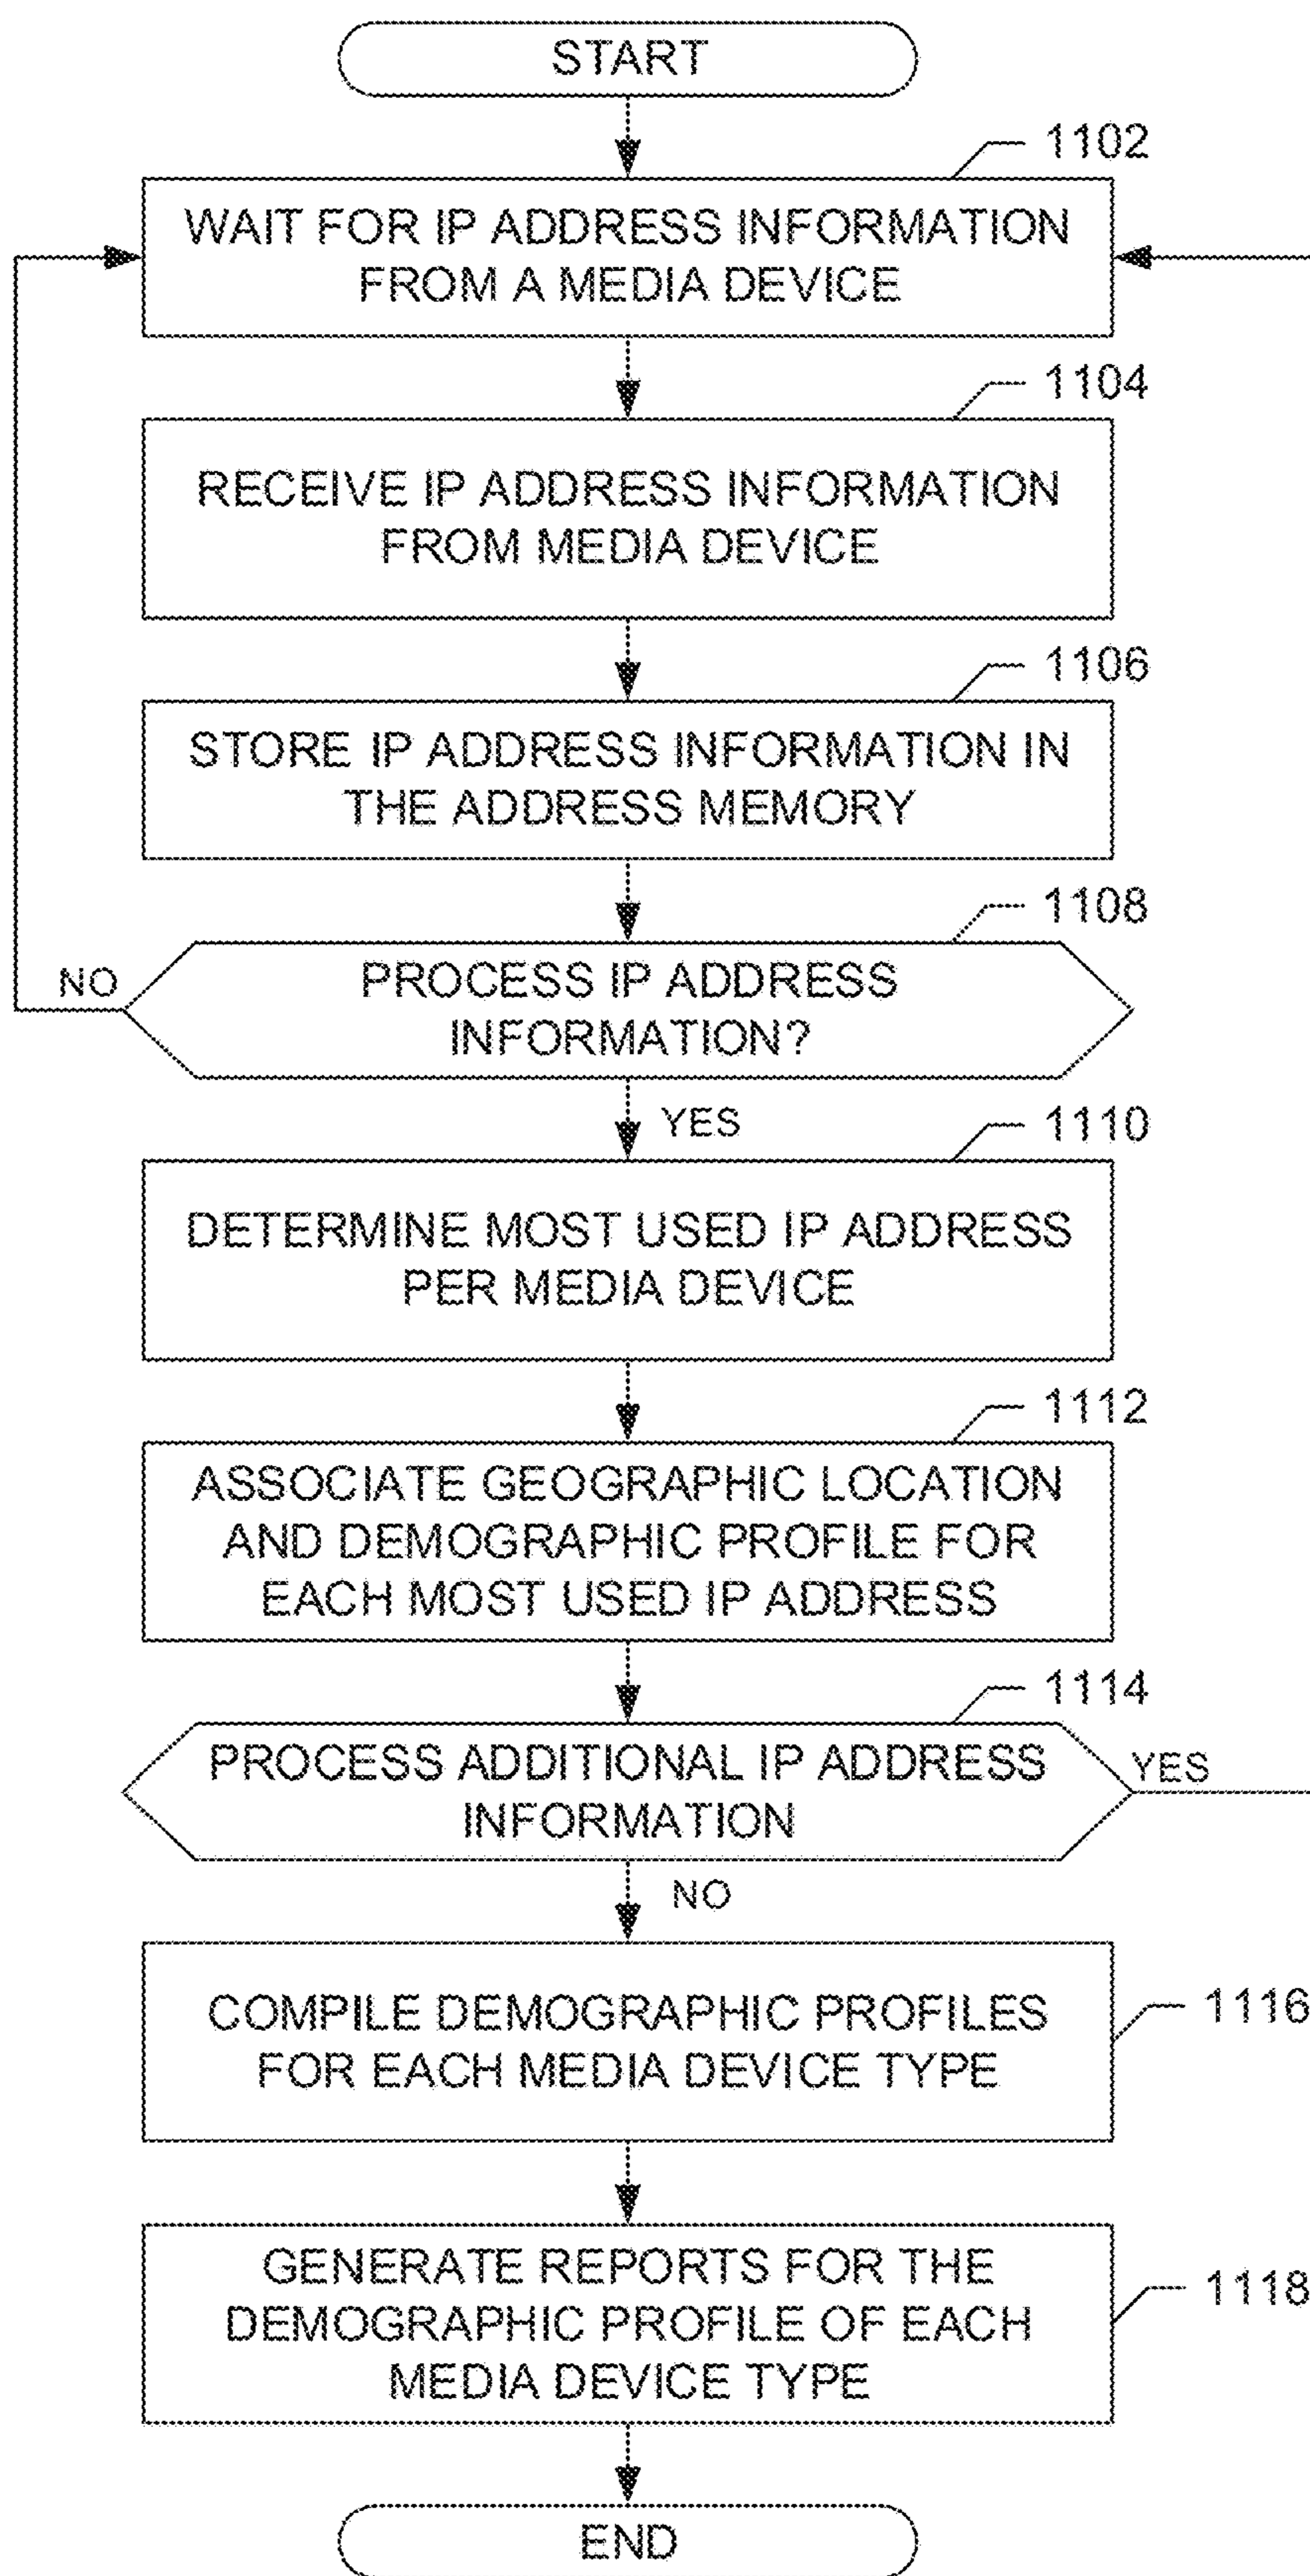 START
1102
WAIT FOR IP ADDRESS INFORMATION
FROM A MEDIA DEVICE
1104
RECEIVE IP ADDRESS INFORMATION
FROM MEDIA DEVICE
1106
STORE IP ADDRESS INFORMATION IN
THE ADDRESS MEMORY
1108
NO
PROCESS IP ADDRESS
INFORMATION?
YES
1110
DETERMINE MOST USED IP ADDRESS
PER MEDIA DEVICE
1112
ASSOCIATE GEOGRAPHIC LOCATION
AND DEMOGRAPHIC PROFILE FOR
EACH MOST USED IP ADDRESS
1114
PROCESS ADDITIONAL IP ADDRESS
INFORMATION
YES
NO
COMPILE DEMOGRAPHIC PROFILES
FOR EACH MEDIA DEVICE TYPE
1116
GENERATE REPORTS FOR THE
DEMOGRAPHIC PROFILE OF EACH
MEDIA DEVICE TYPE
1118
END